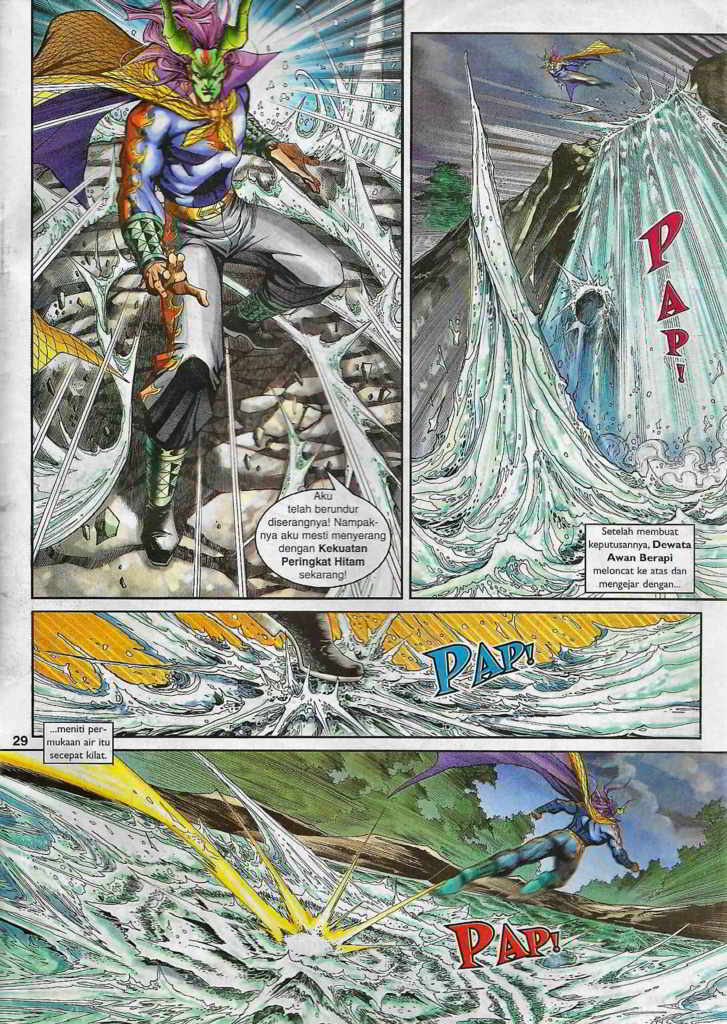 Aku
telah berundur
diserangnya! Nampak-
nya aku mesti menyerang
dengan Kekuatan
Peringkat Hitam
sekarang!
PAP!
Setelah membuat
keputusannya, Dewata
Awan Berapi
meloncat ke atas dan
mengejar dengan...
PAP!
29
...meniti per-
mukaan air itu
secepat kilat.
PAP!